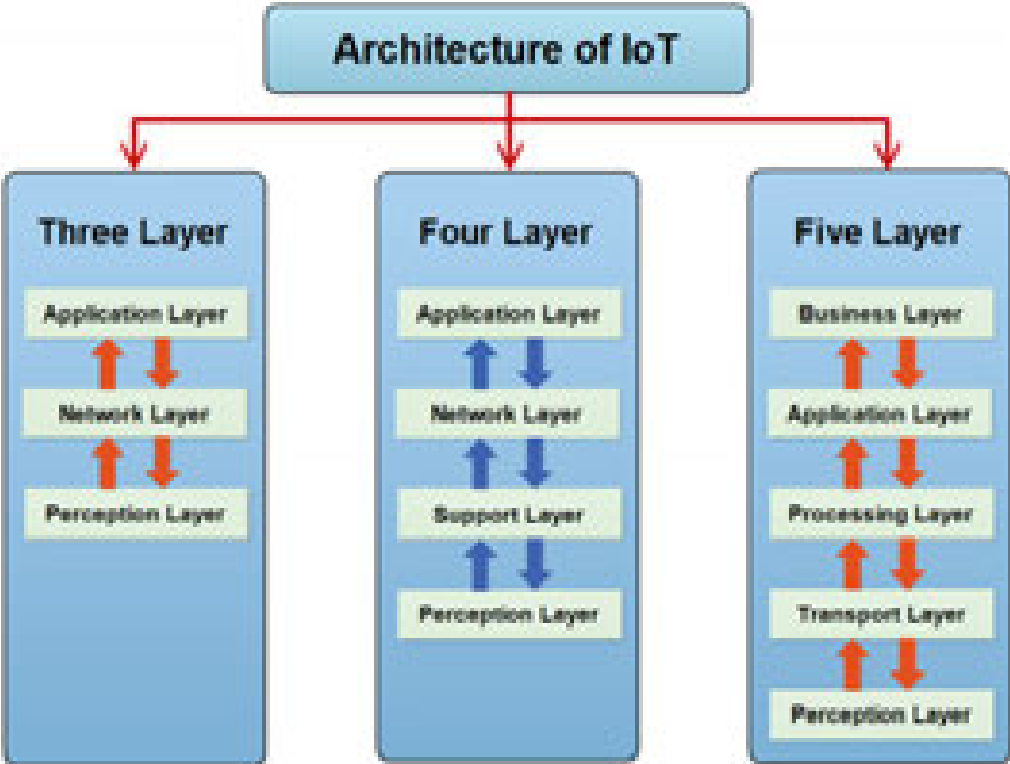 Architecture of IoT
Three Layer
Application Layer
Network Layer
Perception Layer
Four Layer
Application Layer
Network Layer
Support Layer
Perception Layer
Five Layer
Business Layer
Application Layer
Processing Layer
Transport Layer
Perception Layer